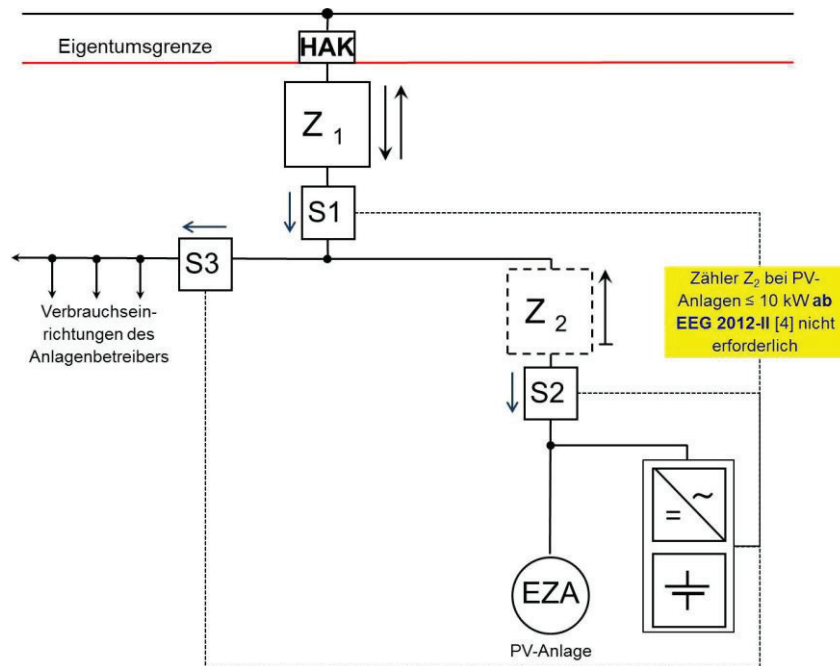 Eigentumsgrenze
HAK
Z 1
S1
S3
Verbrauchsein-
richtungen des
Anlagenbetreibers
Z 2
Zähler Z2 bei PV-
Anlagen ≤ 10 kW ab
EEG 2012-II [4] nicht
erforderlich
S2
=
~
EZA
PV-Anlage